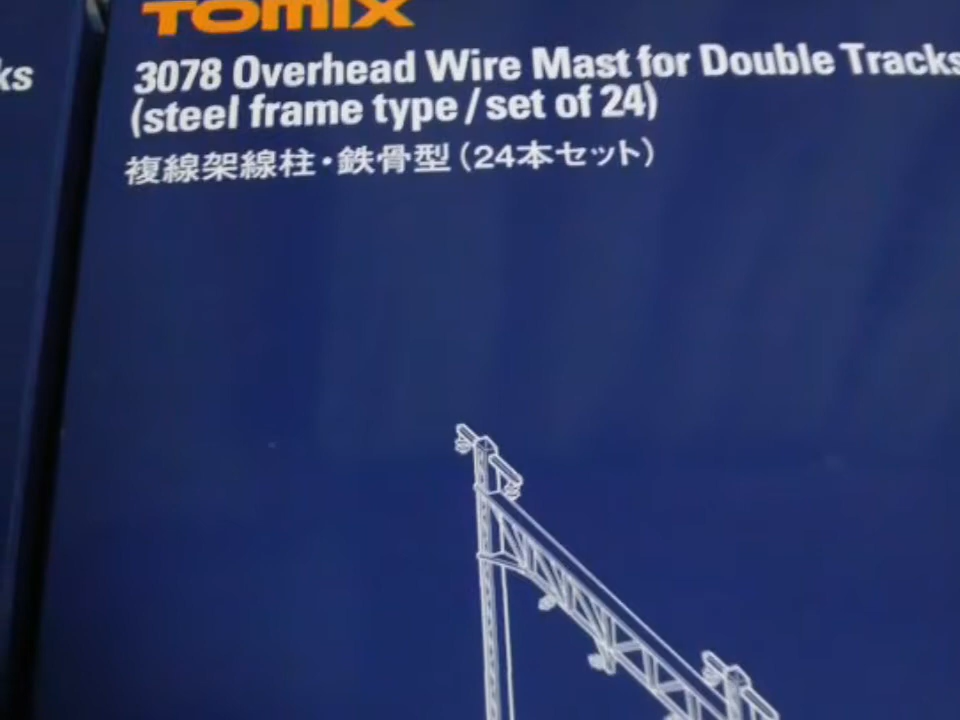 TOMIX
ks
3078 Overhead Wire Mast for Double Tracks
(steel frame type / set of 24)
複線架線柱・鉄骨型（24本セット）